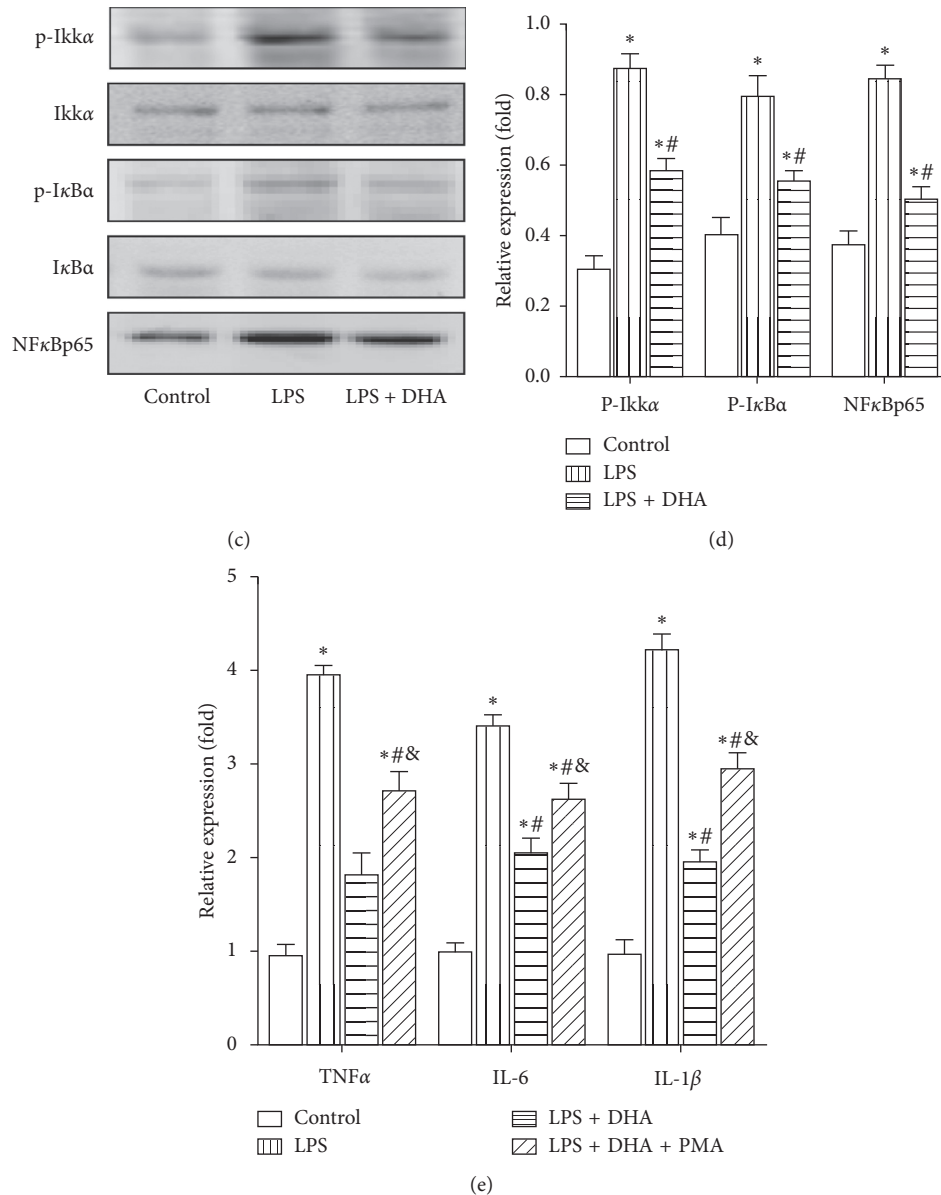 p-Ikkα
Ikkα
p-IκBα
IκBα
NFκBp65
Control LPS LPS + DHA
(c)
Relative expression (fold)
1.0
0.8
0.6
0.4
0.2
0.0
*
*#
*
*#
*
*#
P-Ikkα P-IκBα NFκBp65
Control
LPS
LPS + DHA
(d)
Relative expression (fold)
5
4
3
2
1
0
*
*#&
*
*#
*#&
*
*#
*#&
TNFα IL-6 IL-1β
Control
LPS
LPS + DHA
LPS + DHA + PMA
(e)